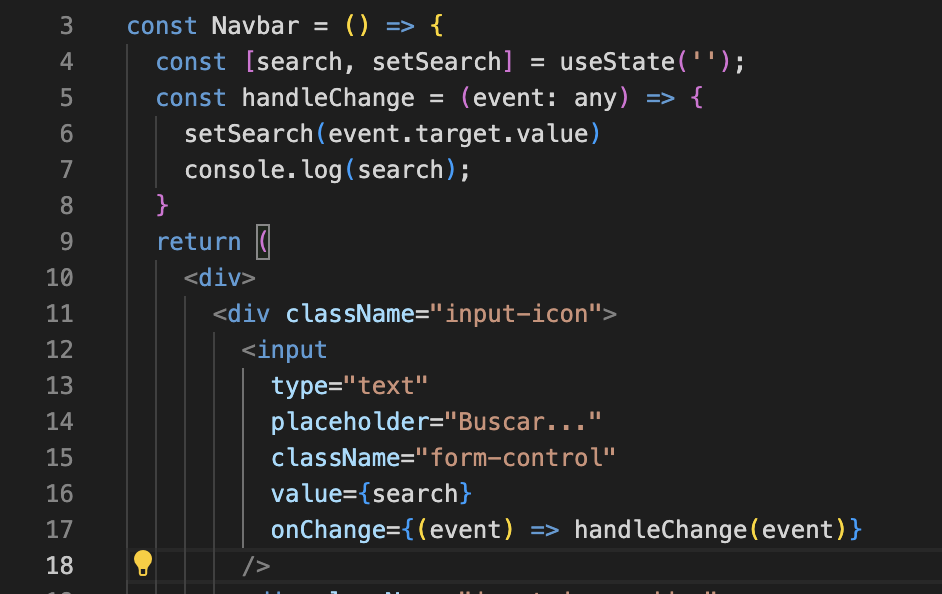 3 const Navbar = () => {
4 const [search, setSearch] = useState('');
5 const handleChange = (event: any) => {
6 setSearch(event.target.value)
7 console.log(search);
8 }
9 return (
10 <div>
11 <div className="input-icon">
12 <input
13 type="text"
14 placeholder="Buscar..."
15 className="form-control"
16 value={search}
17 onChange={(event) => handleChange(event)}
18 />